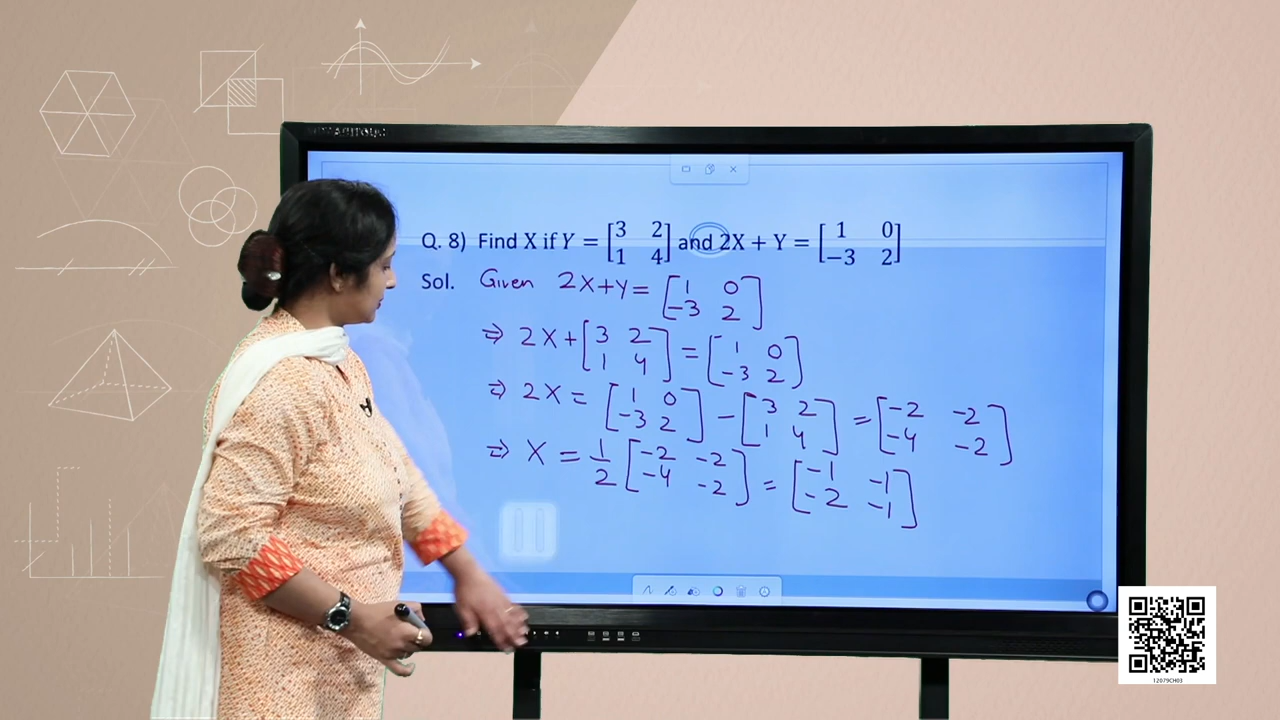 Q. 8) Find X if Y = [3 2; 1 4] and 2X + Y = [1 0; −3 2]
Sol. Given 2X+Y= [1 0; -3 2]
⇒ 2X+[3 2; 1 4] = [1 0; -3 2]
⇒ 2X = [1 0; -3 2] - [3 2; 1 4] = [-2 -2; -4 -2]
⇒ X = 1/2 [-2 -2; -4 -2] = [-1 -1; -2 -1]
12079CH03